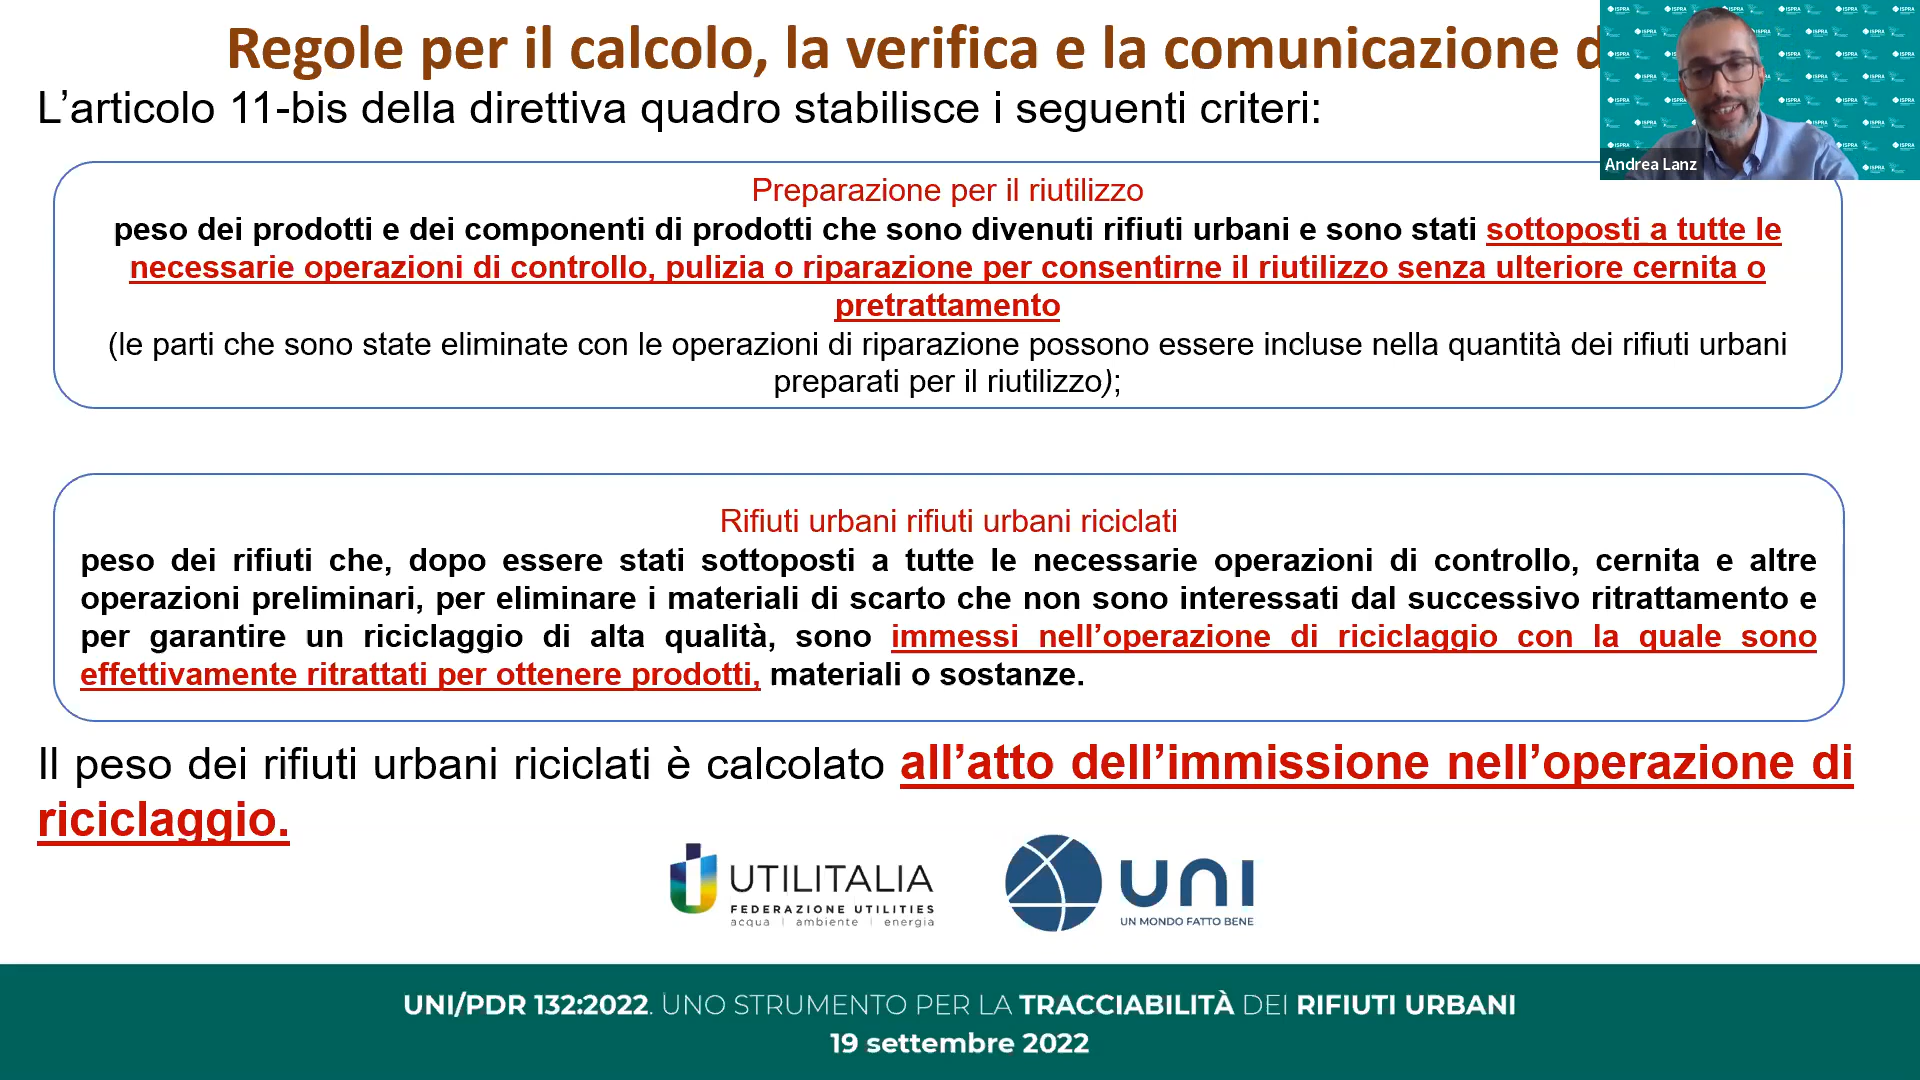 Regole per il calcolo, la verifica e la comunicazione d
L’articolo 11-bis della direttiva quadro stabilisce i seguenti criteri:
ISPRA
Andrea Lanz
Preparazione per il riutilizzo
peso dei prodotti e dei componenti di prodotti che sono divenuti rifiuti urbani e sono stati sottoposti a tutte le
necessarie operazioni di controllo, pulizia o riparazione per consentirne il riutilizzo senza ulteriore cernita o
pretrattamento
(le parti che sono state eliminate con le operazioni di riparazione possono essere incluse nella quantità dei rifiuti urbani
preparati per il riutilizzo);
Rifiuti urbani rifiuti urbani riciclati
peso dei rifiuti che, dopo essere stati sottoposti a tutte le necessarie operazioni di controllo, cernita e altre
operazioni preliminari, per eliminare i materiali di scarto che non sono interessati dal successivo ritrattamento e
per garantire un riciclaggio di alta qualità, sono immessi nell’operazione di riciclaggio con la quale sono
effettivamente ritrattati per ottenere prodotti, materiali o sostanze.
Il peso dei rifiuti urbani riciclati è calcolato all’atto dell’immissione nell’operazione di
riciclaggio.
UTILITALIA
FEDERAZIONE UTILITIES
acqua | ambiente | energia
UNI
UN MONDO FATTO BENE
UNI/PDR 132:2022. UNO STRUMENTO PER LA TRACCIABILITÀ DEI RIFIUTI URBANI
19 settembre 2022